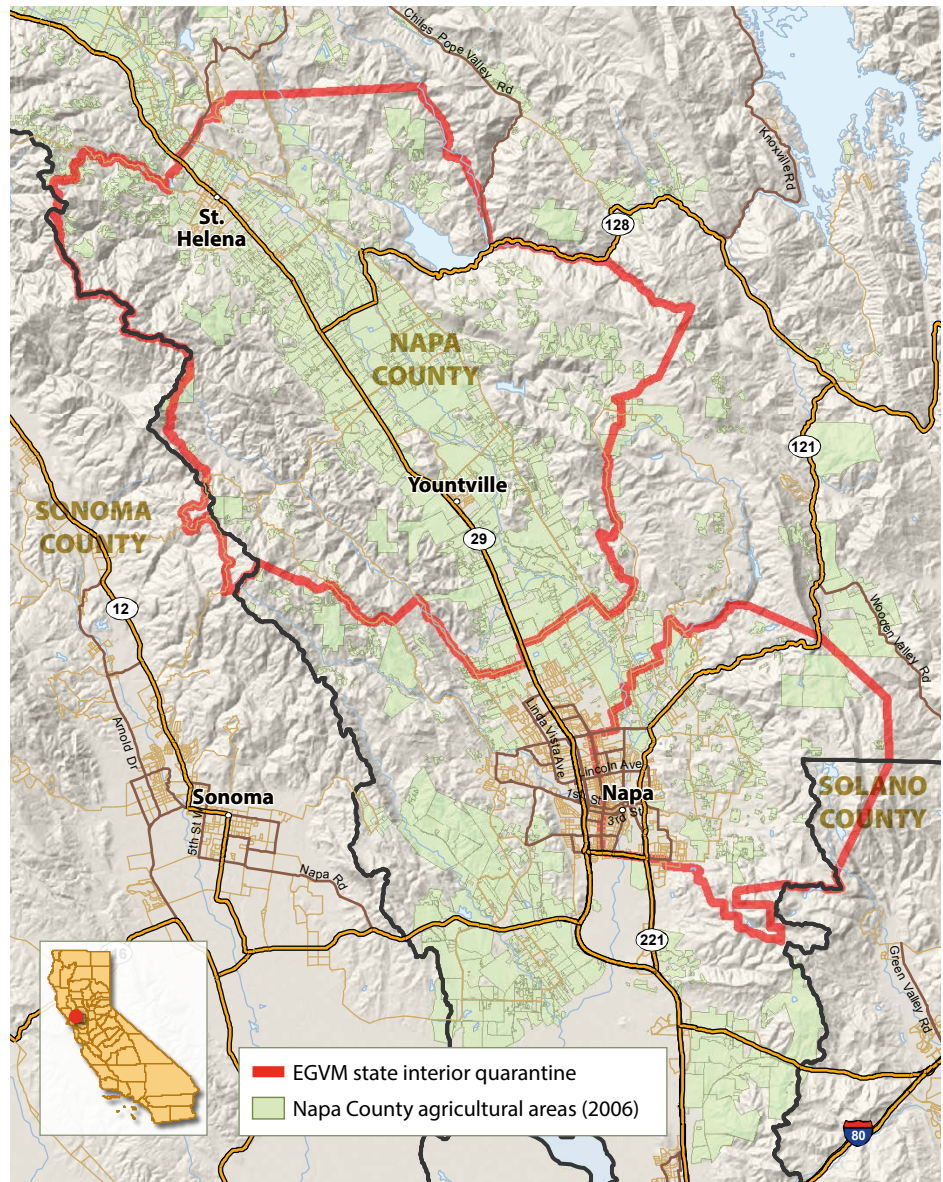 Chiles Pope Valley Rd
Knoxville Rd
128
St.
Helena
NAPA
COUNTY
121
Yountville
SONOMA
COUNTY
29
12
Wooden Valley Rd
Arnold Dr
Linda Vista Ave
Lincoln Ave
SOLANO
COUNTY
Sonoma
1st St
Napa
3rd St
5th St W
Napa Rd
221
Green Valley Rd
EGVM state interior quarantine
Napa County agricultural areas (2006)
80